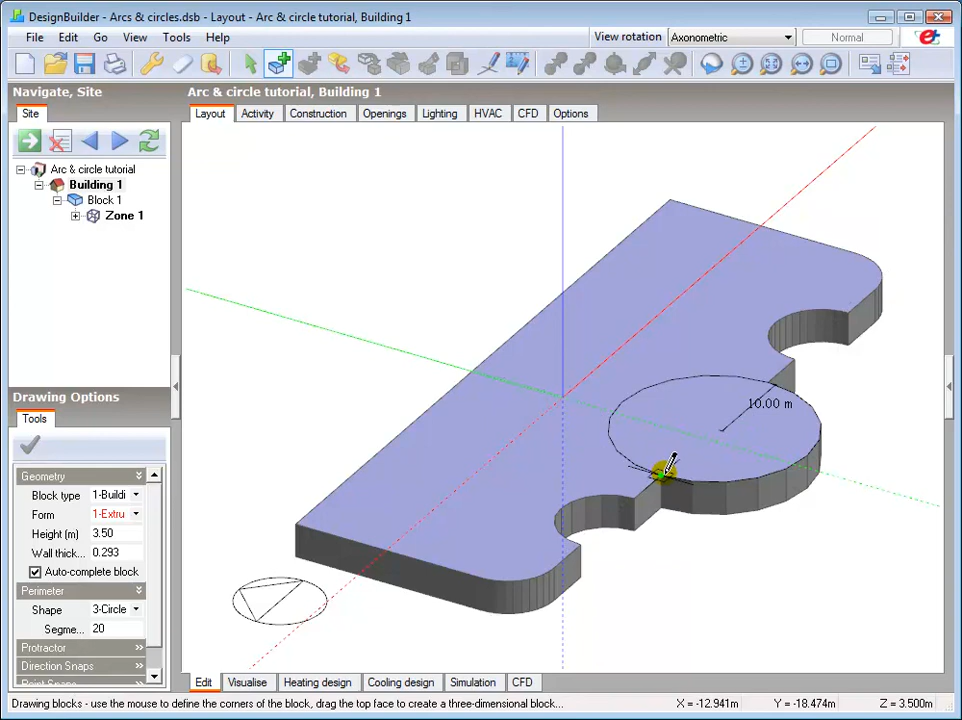 DesignBuilder - Arcs & circles.dsb - Layout - Arc & circle tutorial, Building 1
File Edit Go View Tools Help
View rotation Axonometric Normal
Navigate, Site
Arc & circle tutorial, Building 1
Site
Layout Activity Construction Openings Lighting HVAC CFD Options
Arc & circle tutorial
Building 1
Block 1
Zone 1
10.00 m
Drawing Options
Tools
Geometry
Block type 1-Buildi
Form 1-Extru
Height (m) 3.50
Wall thick... 0.293
Auto-complete block
Perimeter
Shape 3-Circle
Segme... 20
Protractor
Direction Snaps
Point Snaps
Edit Visualise Heating design Cooling design Simulation CFD
Drawing blocks - use the mouse to define the corners of the block, drag the top face to create a three-dimensional block... X = -12.941m Y = -18.474m Z = 3.500m